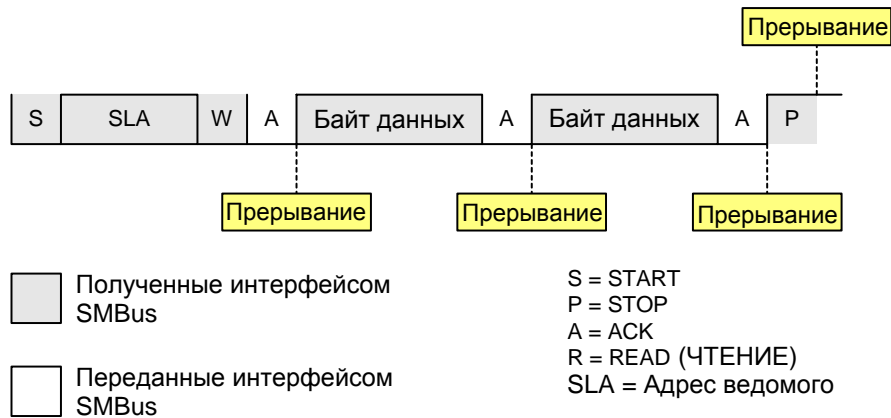 Прерывание
S SLA W A Байт данных A Байт данных A P
Прерывание Прерывание Прерывание
Полученные интерфейсом
SMBus
Переданные интерфейсом
SMBus
S = START
P = STOP
A = ACK
R = READ (ЧТЕНИЕ)
SLA = Адрес ведомого